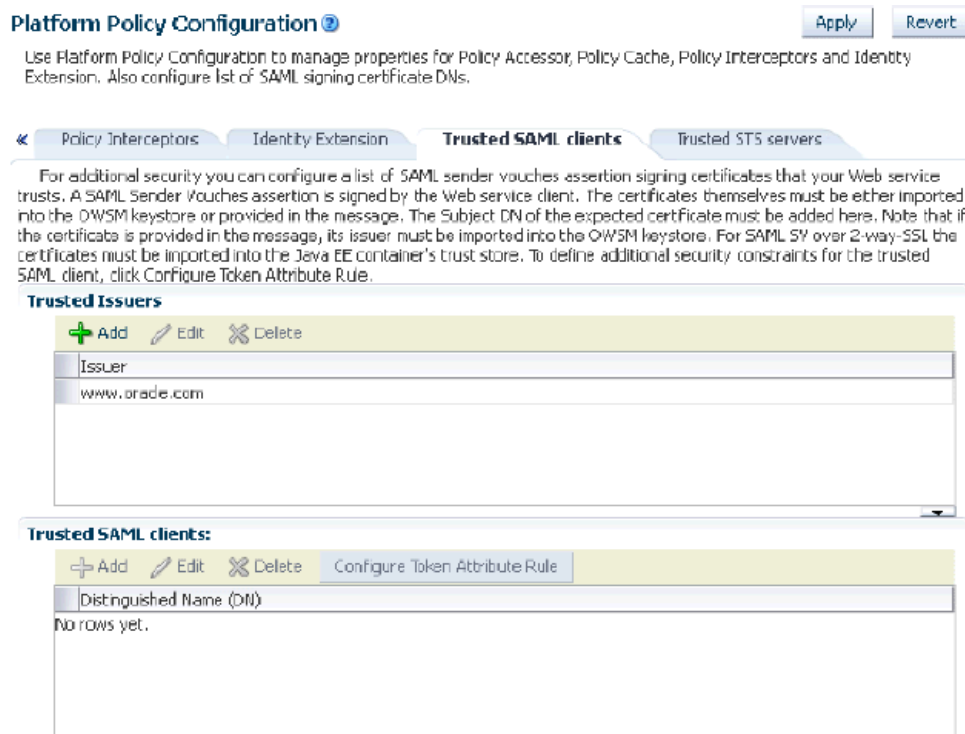 Platform Policy Configuration
Apply
Revert
Use Platform Policy Configuration to manage properties for Policy Accessor, Policy Cache, Policy Interceptors and Identity
Extension. Also configure list of SAML signing certificate DNs.
« Policy Interceptors
Identity Extension
Trusted SAML clients
Trusted STS servers
For additional security you can configure a list of SAML sender vouches assertion signing certificates that your Web service
trusts. A SAML Sender Vouches assertion is signed by the Web service client. The certificates themselves must be either imported
into the OWSM keystore or provided in the message. The Subject DN of the expected certificate must be added here. Note that if
the certificate is provided in the message, its issuer must be imported into the OWSM keystore. For SAML SV over 2-way-SSL the
certificates must be imported into the Java EE container's trust store. To define additional security constraints for the trusted
SAML client, click Configure Token Attribute Rule.
Trusted Issuers
Add Edit Delete
Issuer
www.oracle.com
Trusted SAML clients:
Add Edit Delete Configure Token Attribute Rule
Distinguished Name (DN)
No rows yet.